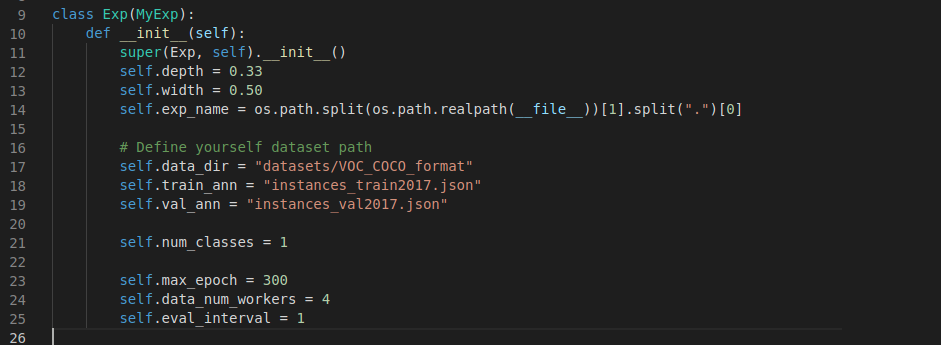 9 class Exp(MyExp):
10     def __init__(self):
11         super(Exp, self).__init__()
12         self.depth = 0.33
13         self.width = 0.50
14         self.exp_name = os.path.split(os.path.realpath(__file__))[1].split(".")[0]
15
16         # Define yourself dataset path
17         self.data_dir = "datasets/VOC_COCO_format"
18         self.train_ann = "instances_train2017.json"
19         self.val_ann = "instances_val2017.json"
20
21         self.num_classes = 1
22
23         self.max_epoch = 300
24         self.data_num_workers = 4
25         self.eval_interval = 1
26